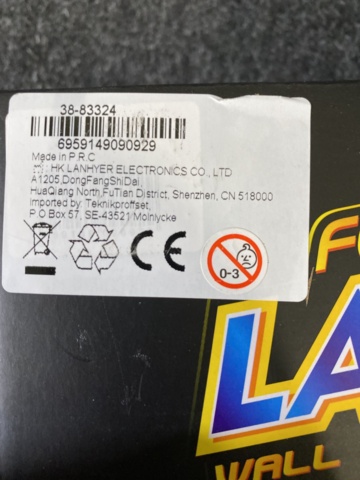 38-83324
6959149090929
Made in P.R.C
HK LANHYER ELECTRONICS CO., LTD
A1205,DongFangShiDai,
HuaQiang North,FuTian District, Shenzhen, CN 518000
Imported by: Teknikproffset,
P O Box 57, SE-43521 Mölnlycke
CE
0-3
F
LA
WALL